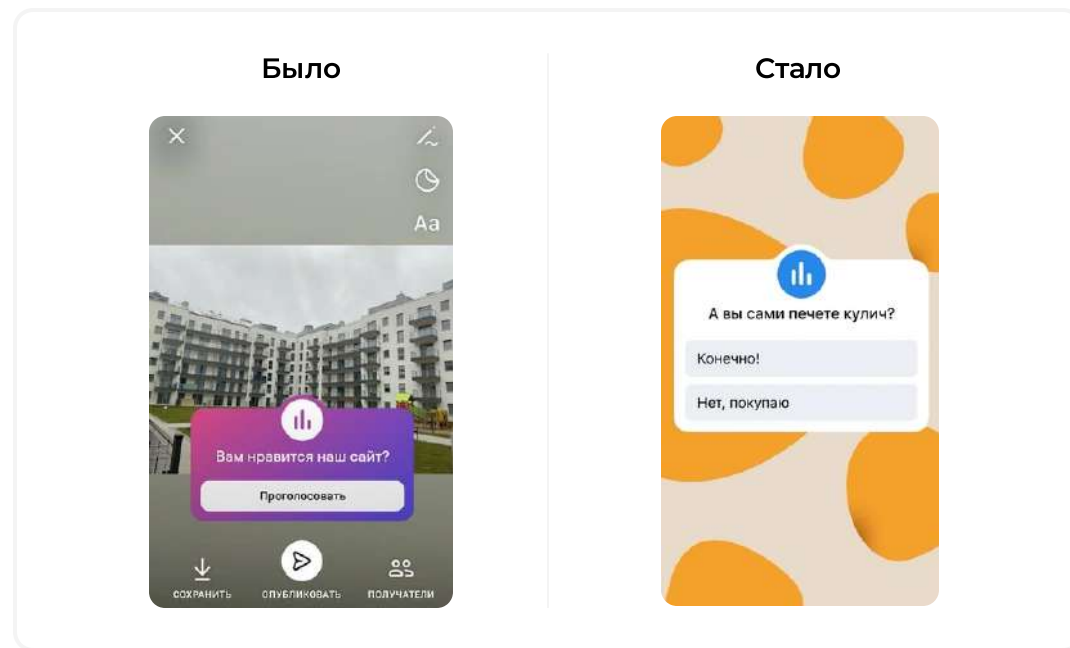 Было
Aa
Вам нравится наш сайт?
Проголосовать
СОХРАНИТЬ
ОПУБЛИКОВАТЬ
ПОЛУЧАТЕЛИ
Стало
А вы сами печете кулич?
Конечно!
Нет, покупаю